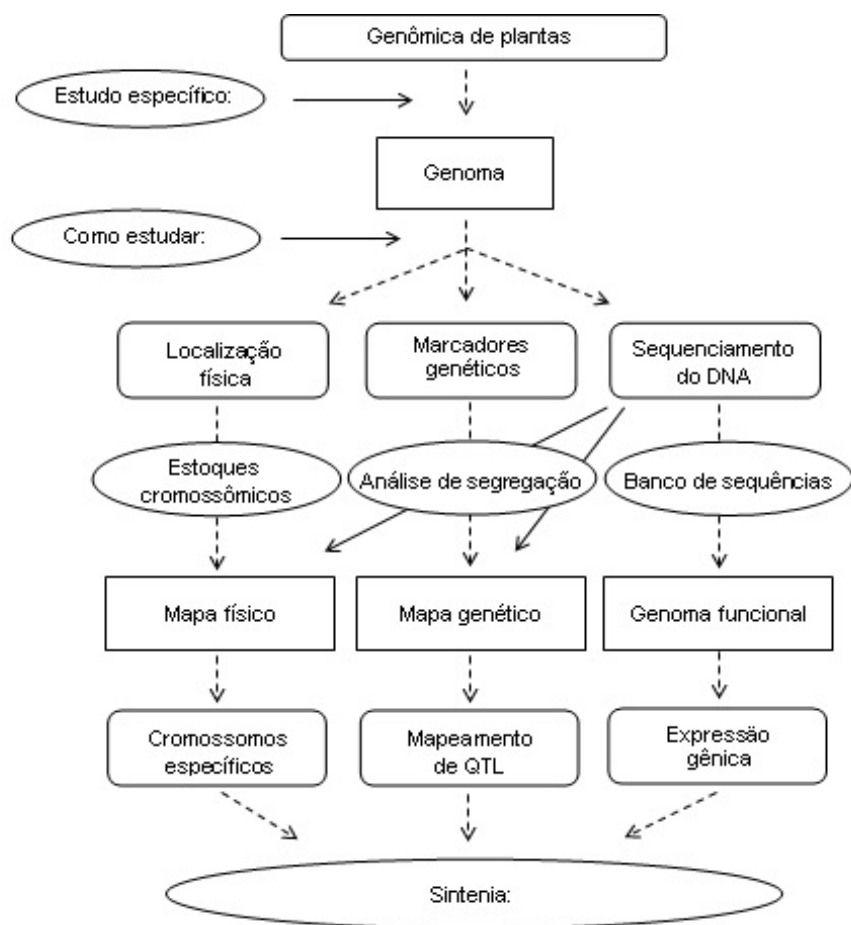 Genômica de plantas
Estudo específico:
Genoma
Como estudar:
Localização
física
Marcadores
genéticos
Sequenciamento
do DNA
Estoques
cromossômicos
Análise de segregação
Banco de sequências
Mapa físico
Mapa genético
Genoma funcional
Cromossomos
específicos
Mapeamento
de QTL
Expressão
gênica
Sintenia: